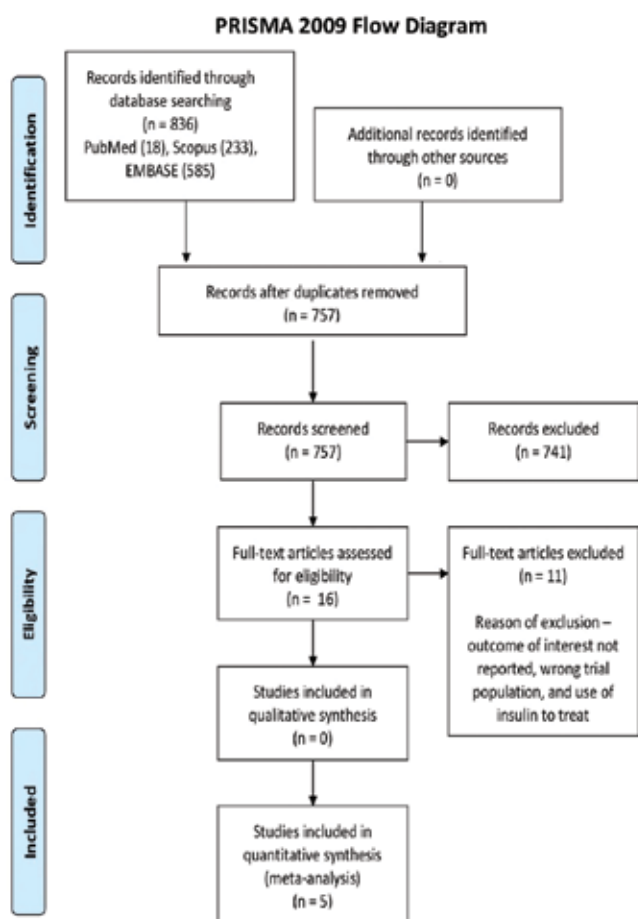 PRISMA 2009 Flow Diagram
Identification
Records identified through
database searching
(n = 836)
PubMed (18), Scopus (233),
EMBASE (585)
Additional records identified
through other sources
(n = 0)
Records after duplicates removed
(n = 757)
Screening
Records screened
(n = 757)
Records excluded
(n = 741)
Eligibility
Full-text articles assessed
for eligibility
(n = 16)
Full-text articles excluded
(n = 11)
Reason of exclusion –
outcome of interest not
reported, wrong trial
population, and use of
insulin to treat
Studies included in
qualitative synthesis
(n = 0)
Included
Studies included in
quantitative synthesis
(meta-analysis)
(n = 5)